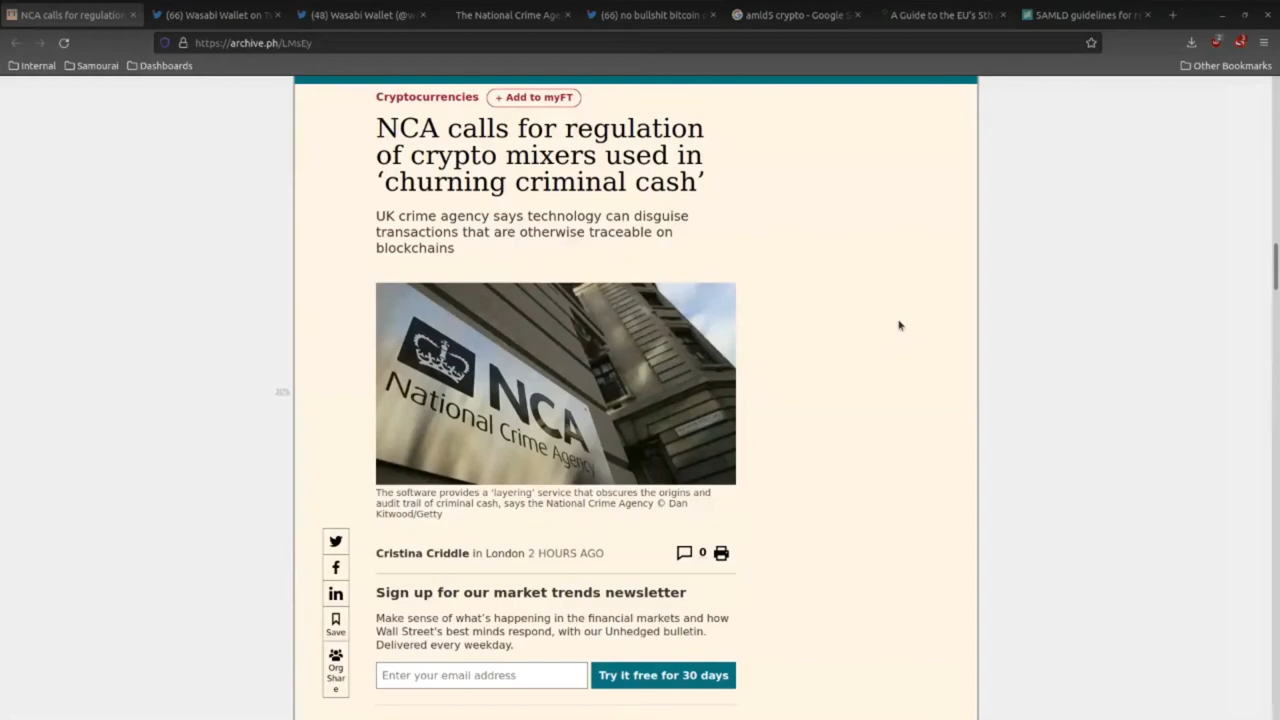 NCA calls for regulation
(66) Wasabi Wallet on Tw
(48) Wasabi Wallet (@w
The National Crime Age
(66) no bullshit bitcoin
amld5 crypto - Google S
A Guide to the EU's 5th
5AMLD guidelines for r
https://archive.ph/LMsEy
Internal
Samourai
Dashboards
Other Bookmarks
Cryptocurrencies
+ Add to myFT
NCA calls for regulation
of crypto mixers used in
‘churning criminal cash’
UK crime agency says technology can disguise
transactions that are otherwise traceable on
blockchains
NCA
National Crime Agency
The software provides a ‘layering’ service that obscures the origins and
audit trail of criminal cash, says the National Crime Agency © Dan
Kitwood/Getty
Cristina Criddle in London 2 HOURS AGO
0
Save
Org
Shar
e
Sign up for our market trends newsletter
Make sense of what’s happening in the financial markets and how
Wall Street's best minds respond, with our Unhedged bulletin.
Delivered every weekday.
Enter your email address
Try it free for 30 days